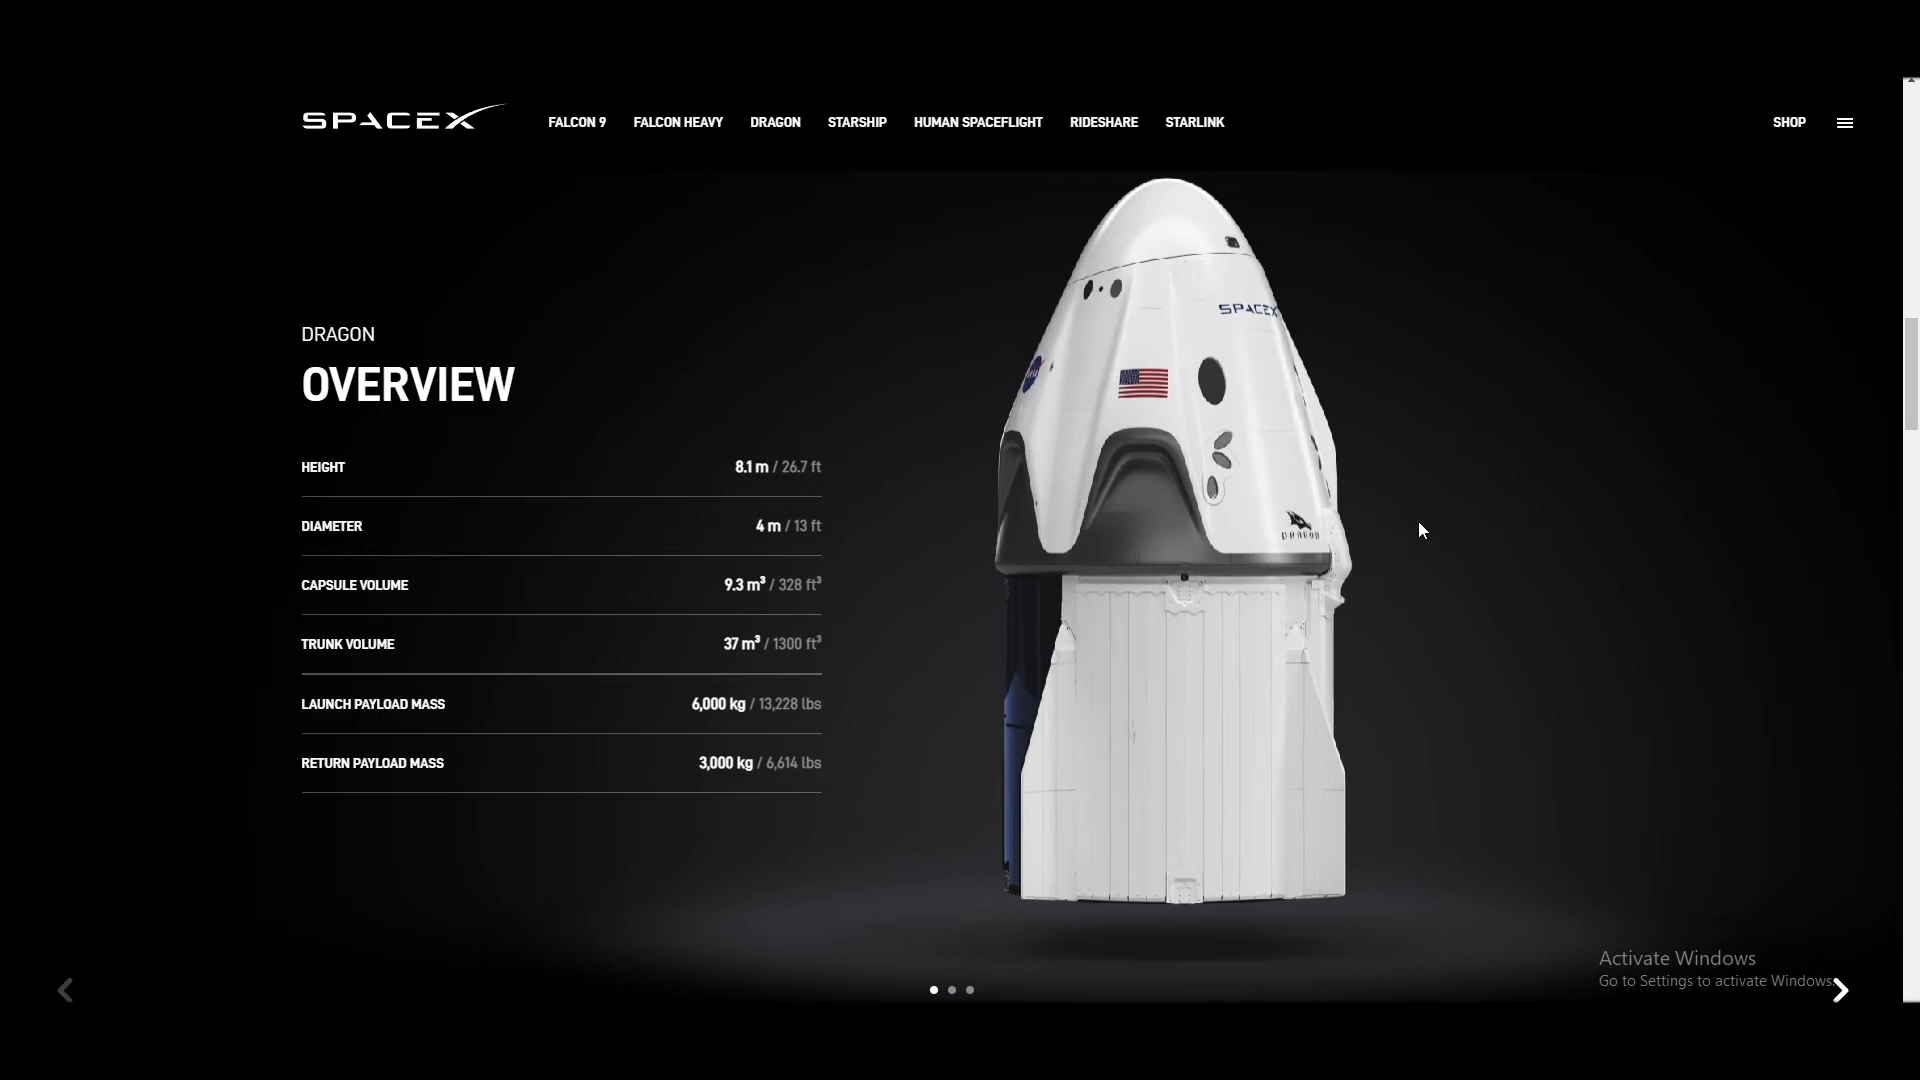 SPACEX
FALCON 9 FALCON HEAVY DRAGON STARSHIP HUMAN SPACEFLIGHT RIDESHARE STARLINK SHOP
DRAGON
OVERVIEW
HEIGHT 8.1 m / 26.7 ft
DIAMETER 4 m / 13 ft
CAPSULE VOLUME 9.3 m³ / 328 ft³
TRUNK VOLUME 37 m³ / 1300 ft³
LAUNCH PAYLOAD MASS 6,000 kg / 13,228 lbs
RETURN PAYLOAD MASS 3,000 kg / 6,614 lbs
SPACEX
DRAGON
Activate Windows
Go to Settings to activate Windows.